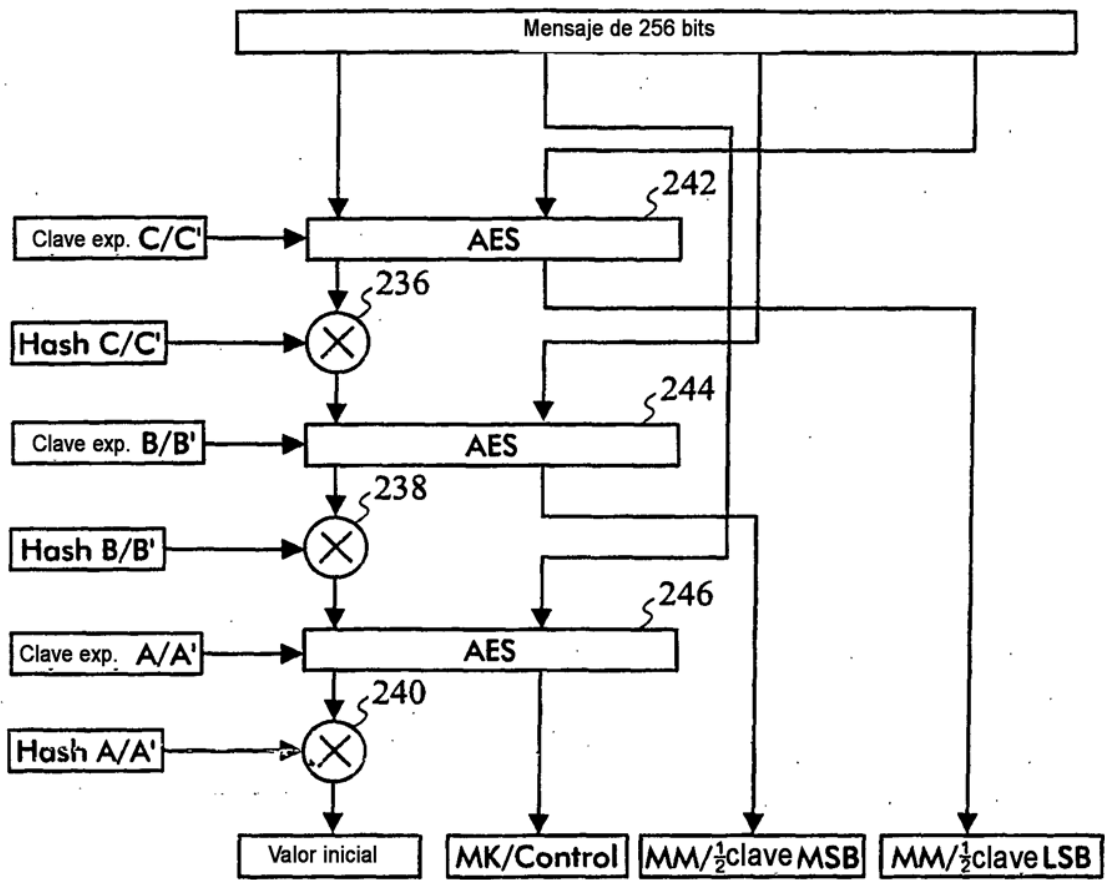 Mensaje de 256 bits
242
Clave exp. C/C'
AES
236
Hash C/C'
244
Clave exp. B/B'
AES
238
Hash B/B'
246
Clave exp. A/A'
AES
240
Hash A/A'
Valor inicial
MK/Control
MM/½clave MSB
MM/½clave LSB